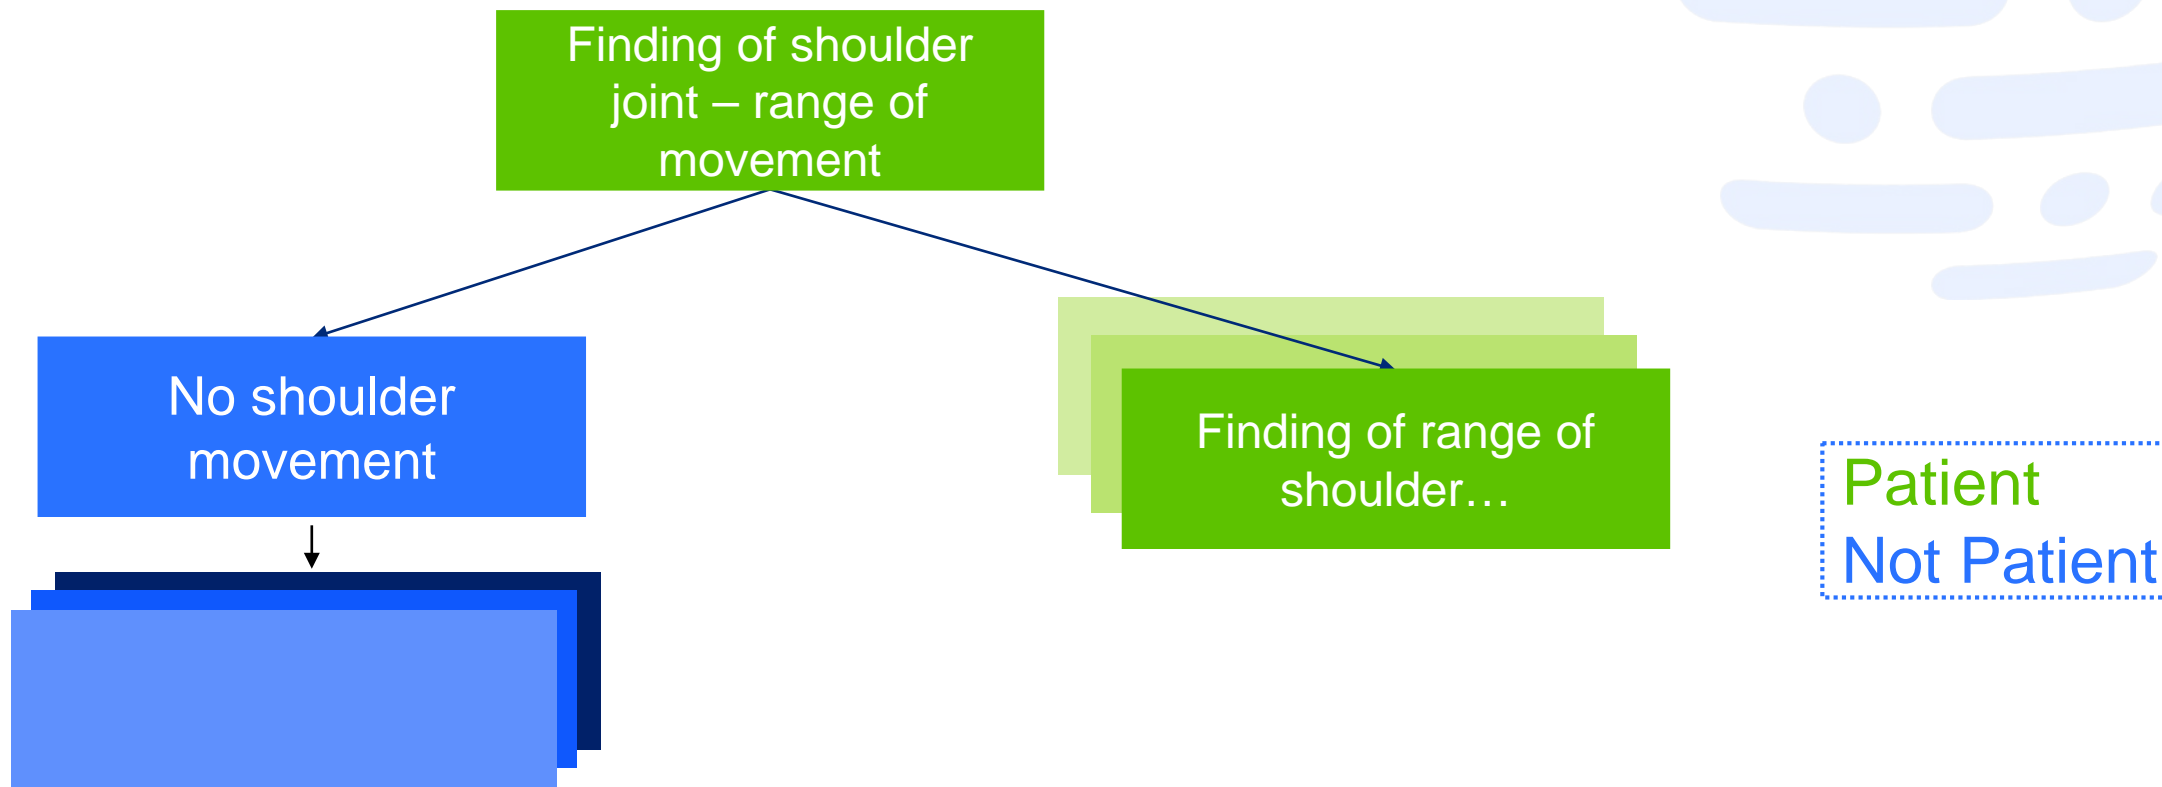 Finding of shoulder
joint – range of
movement
No shoulder
movement
Finding of range of
shoulder…
Patient
Not Patient